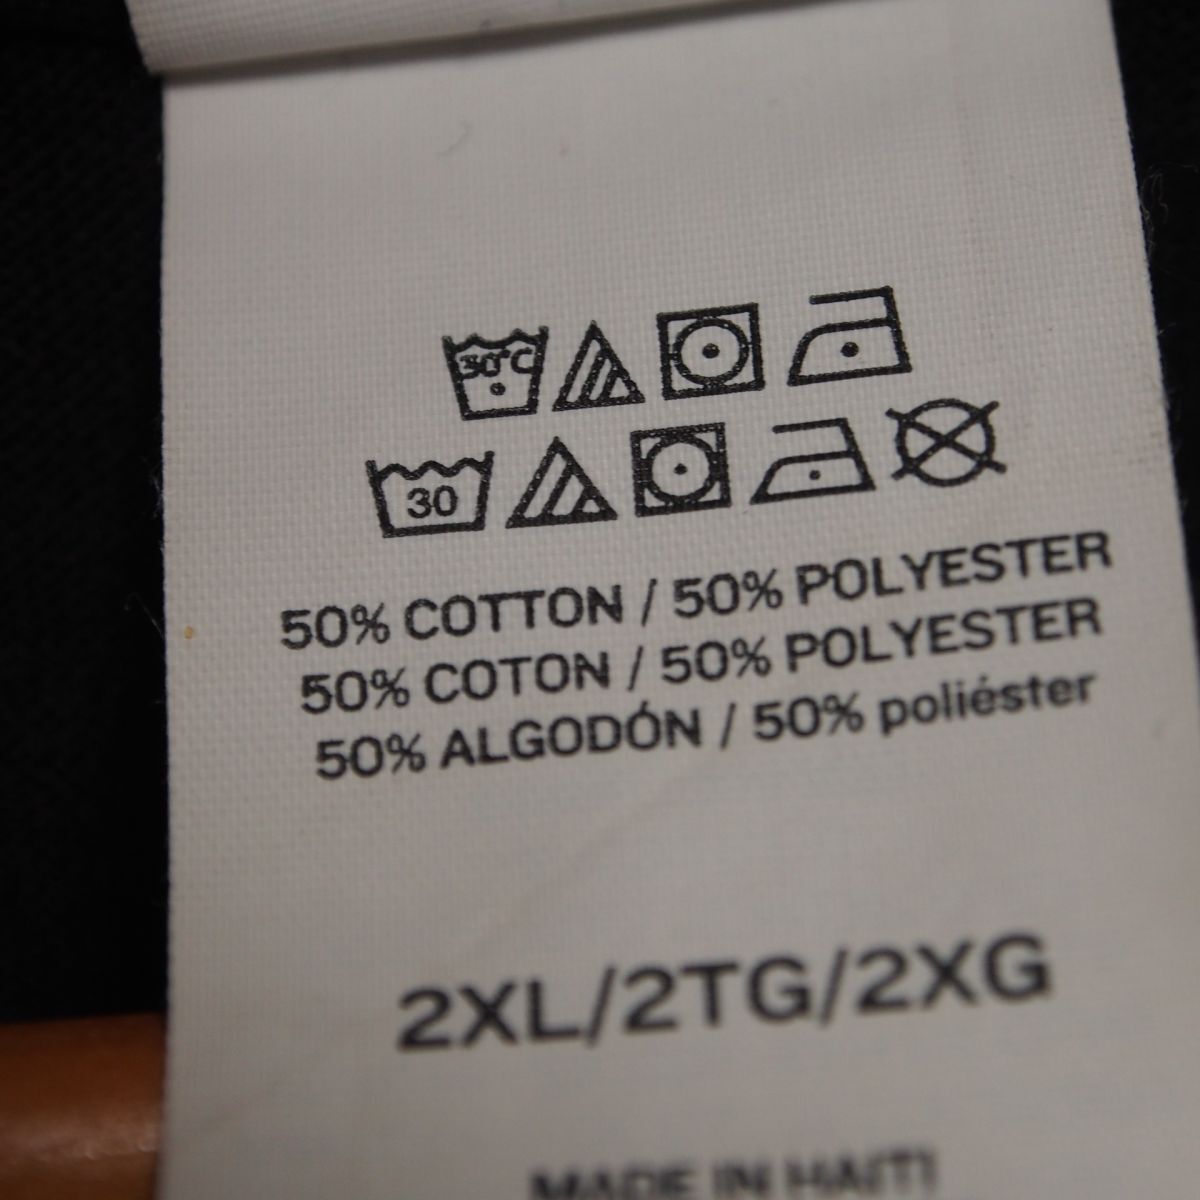 30°C
30
50% COTTON / 50% POLYESTER
50% COTON / 50% POLYESTER
50% ALGODÓN / 50% poliéster
2XL/2TG/2XG
MADE IN HAITI